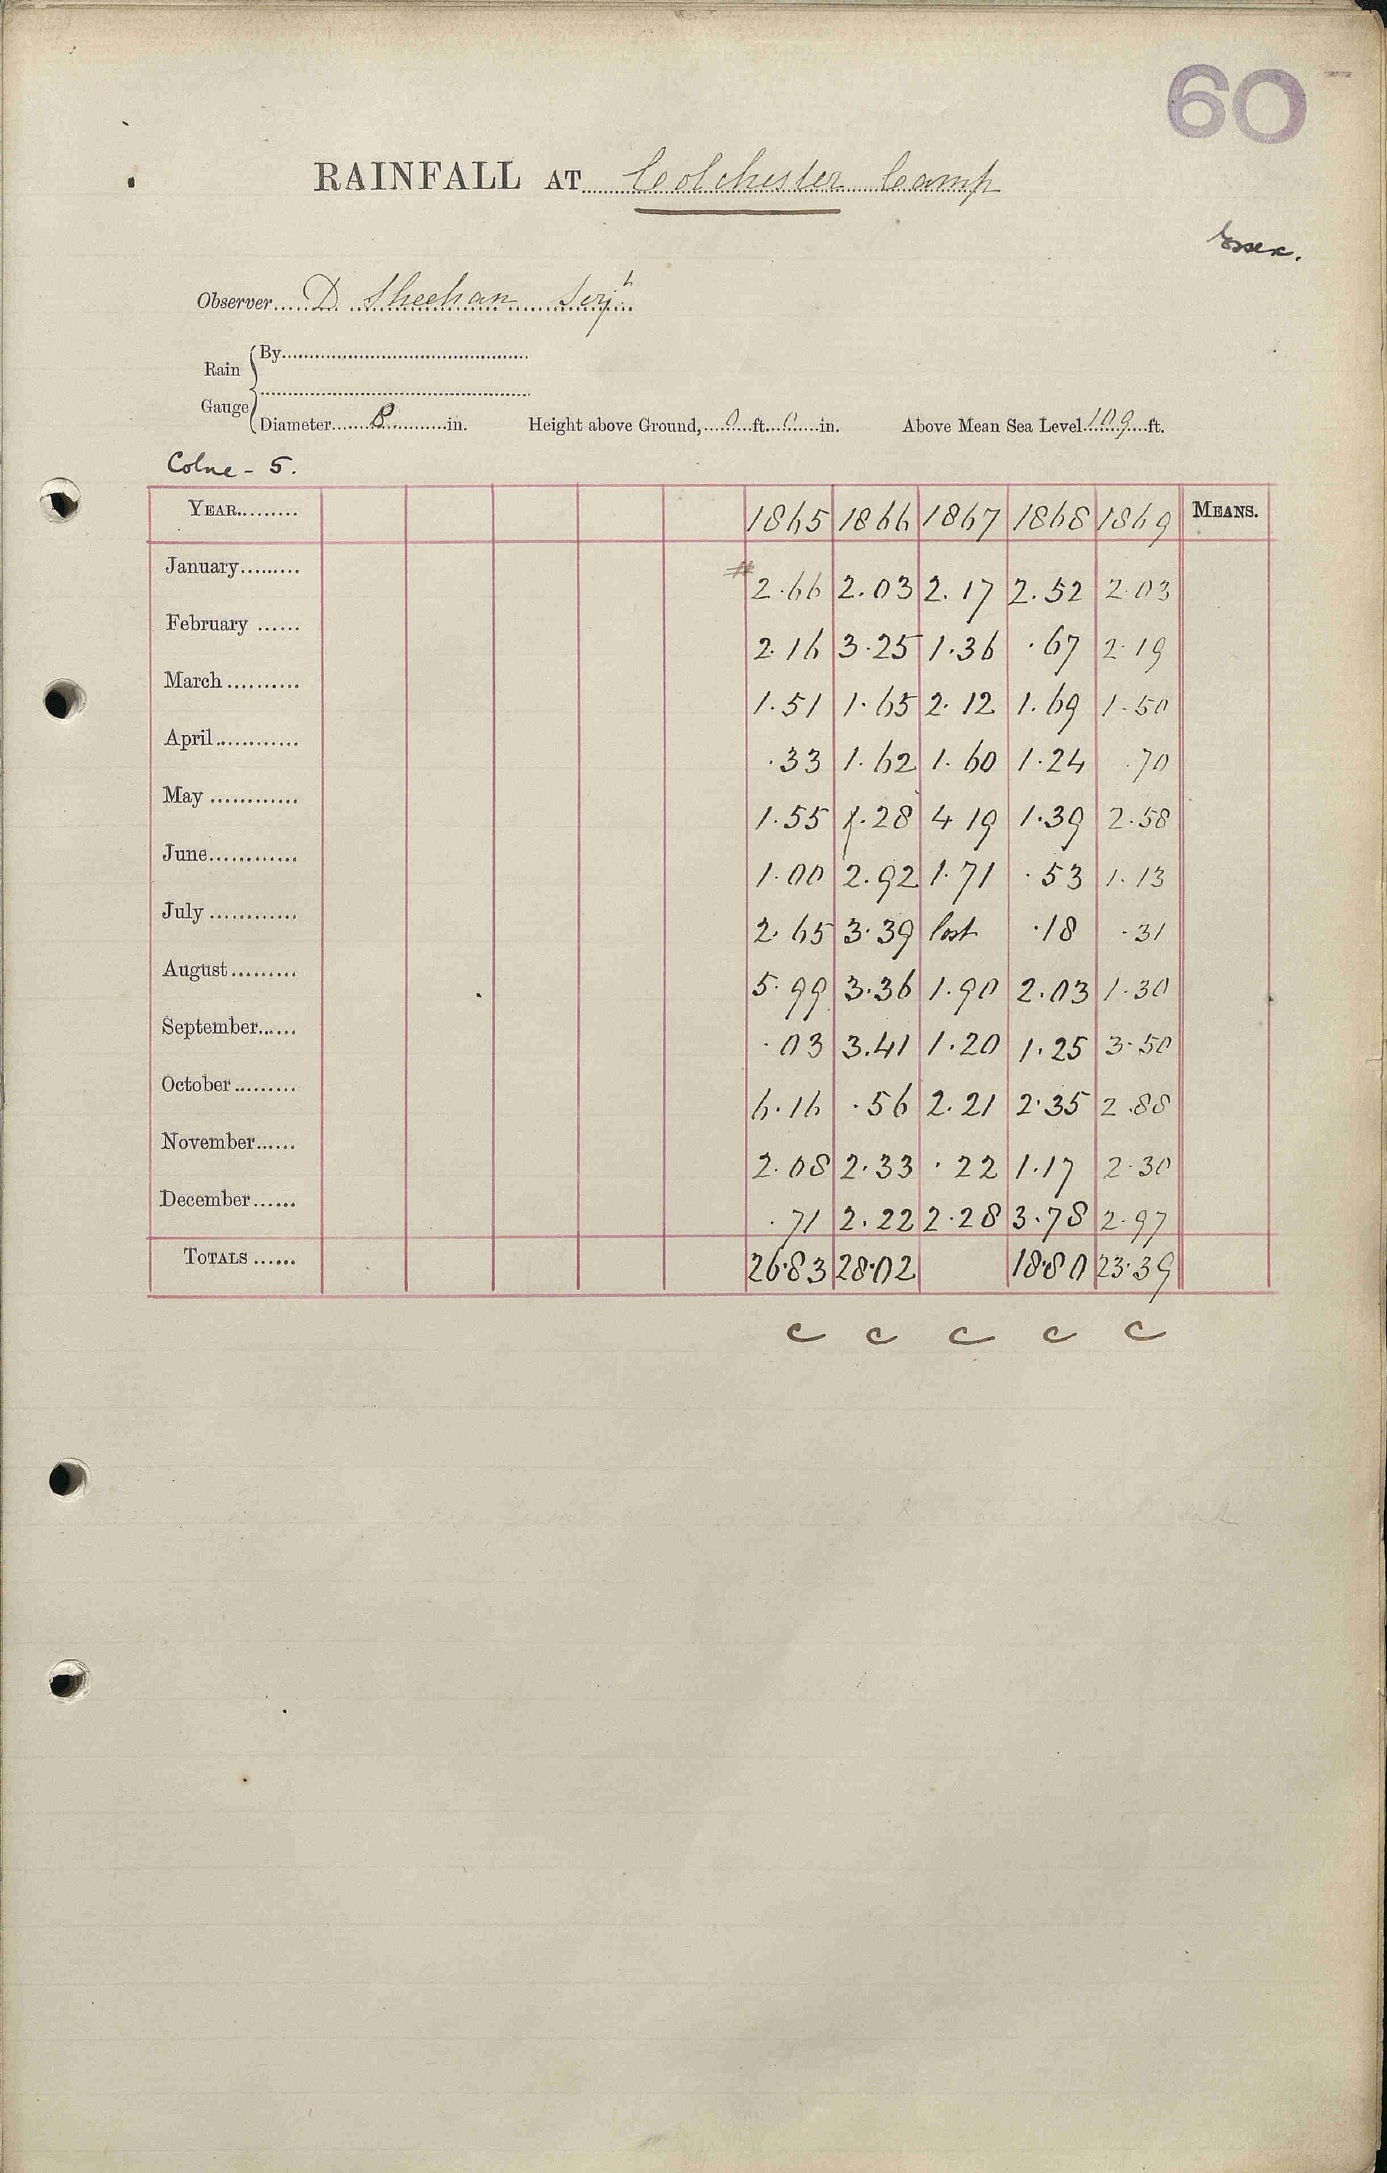 60
RAINFALL AT Colchester Camp
Essex.
Observer D Sheehan Serjt
Rain Gauge { By
Diameter 8 in. Height above Ground, 0 ft. 0 in. Above Mean Sea Level 109 ft.
Colne - 5.
YEAR 1865 1866 1867 1868 1869 MEANS.
January 2.66 2.03 2.17 2.52 2.03
February 2.16 3.25 1.36 .67 2.19
March 1.51 1.65 2.12 1.69 1.50
April .33 1.62 1.60 1.24 .70
May 1.55 1.28 4 19 1.39 2.58
June 1.00 2.92 1.71 .53 1.13
July 2.65 3.39 lost .18 .31
August 5.99 3.36 1.90 2.03 1.30
September .03 3.41 1.20 1.25 3.50
October 6.16 .56 2.21 2.35 2.88
November 2.08 2.33 .22 1.17 2.30
December .71 2.22 2.28 3.78 2.97
TOTALS 26.83 28.02 18.80 23.39
c c c c c